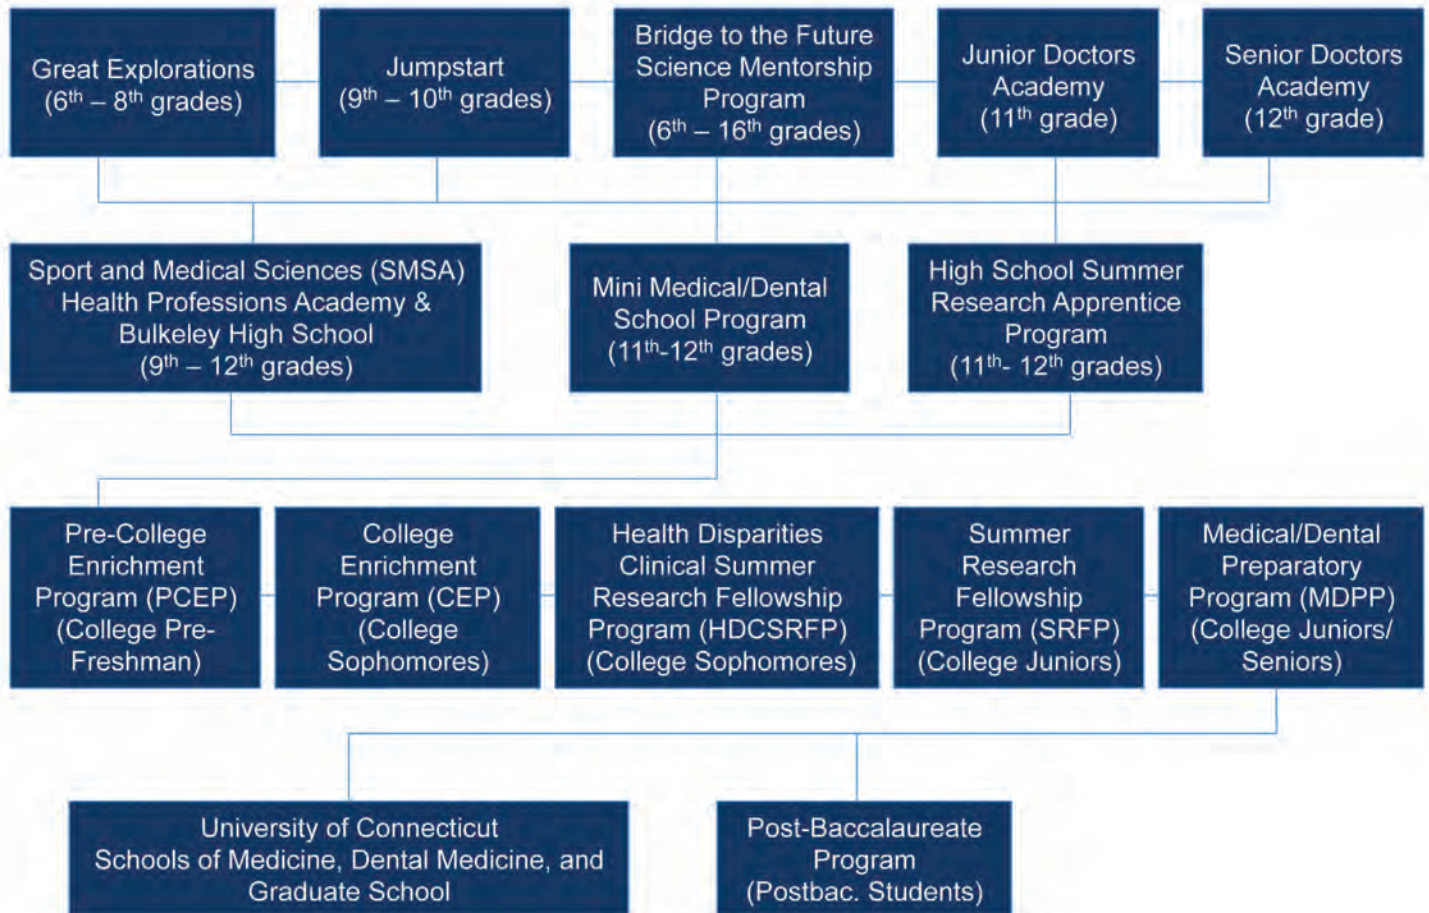 Great Explorations
(6th – 8th grades)
Jumpstart
(9th – 10th grades)
Bridge to the Future
Science Mentorship
Program
(6th – 16th grades)
Junior Doctors
Academy
(11th grade)
Senior Doctors
Academy
(12th grade)
Sport and Medical Sciences (SMSA)
Health Professions Academy &
Bulkeley High School
(9th – 12th grades)
Mini Medical/Dental
School Program
(11th-12th grades)
High School Summer
Research Apprentice
Program
(11th- 12th grades)
Pre-College
Enrichment
Program (PCEP)
(College Pre-
Freshman)
College
Enrichment
Program (CEP)
(College
Sophomores)
Health Disparities
Clinical Summer
Research Fellowship
Program (HDCSRFP)
(College Sophomores)
Summer
Research
Fellowship
Program (SRFP)
(College Juniors)
Medical/Dental
Preparatory
Program (MDPP)
(College Juniors/
Seniors)
University of Connecticut
Schools of Medicine, Dental Medicine, and
Graduate School
Post-Baccalaureate
Program
(Postbac. Students)